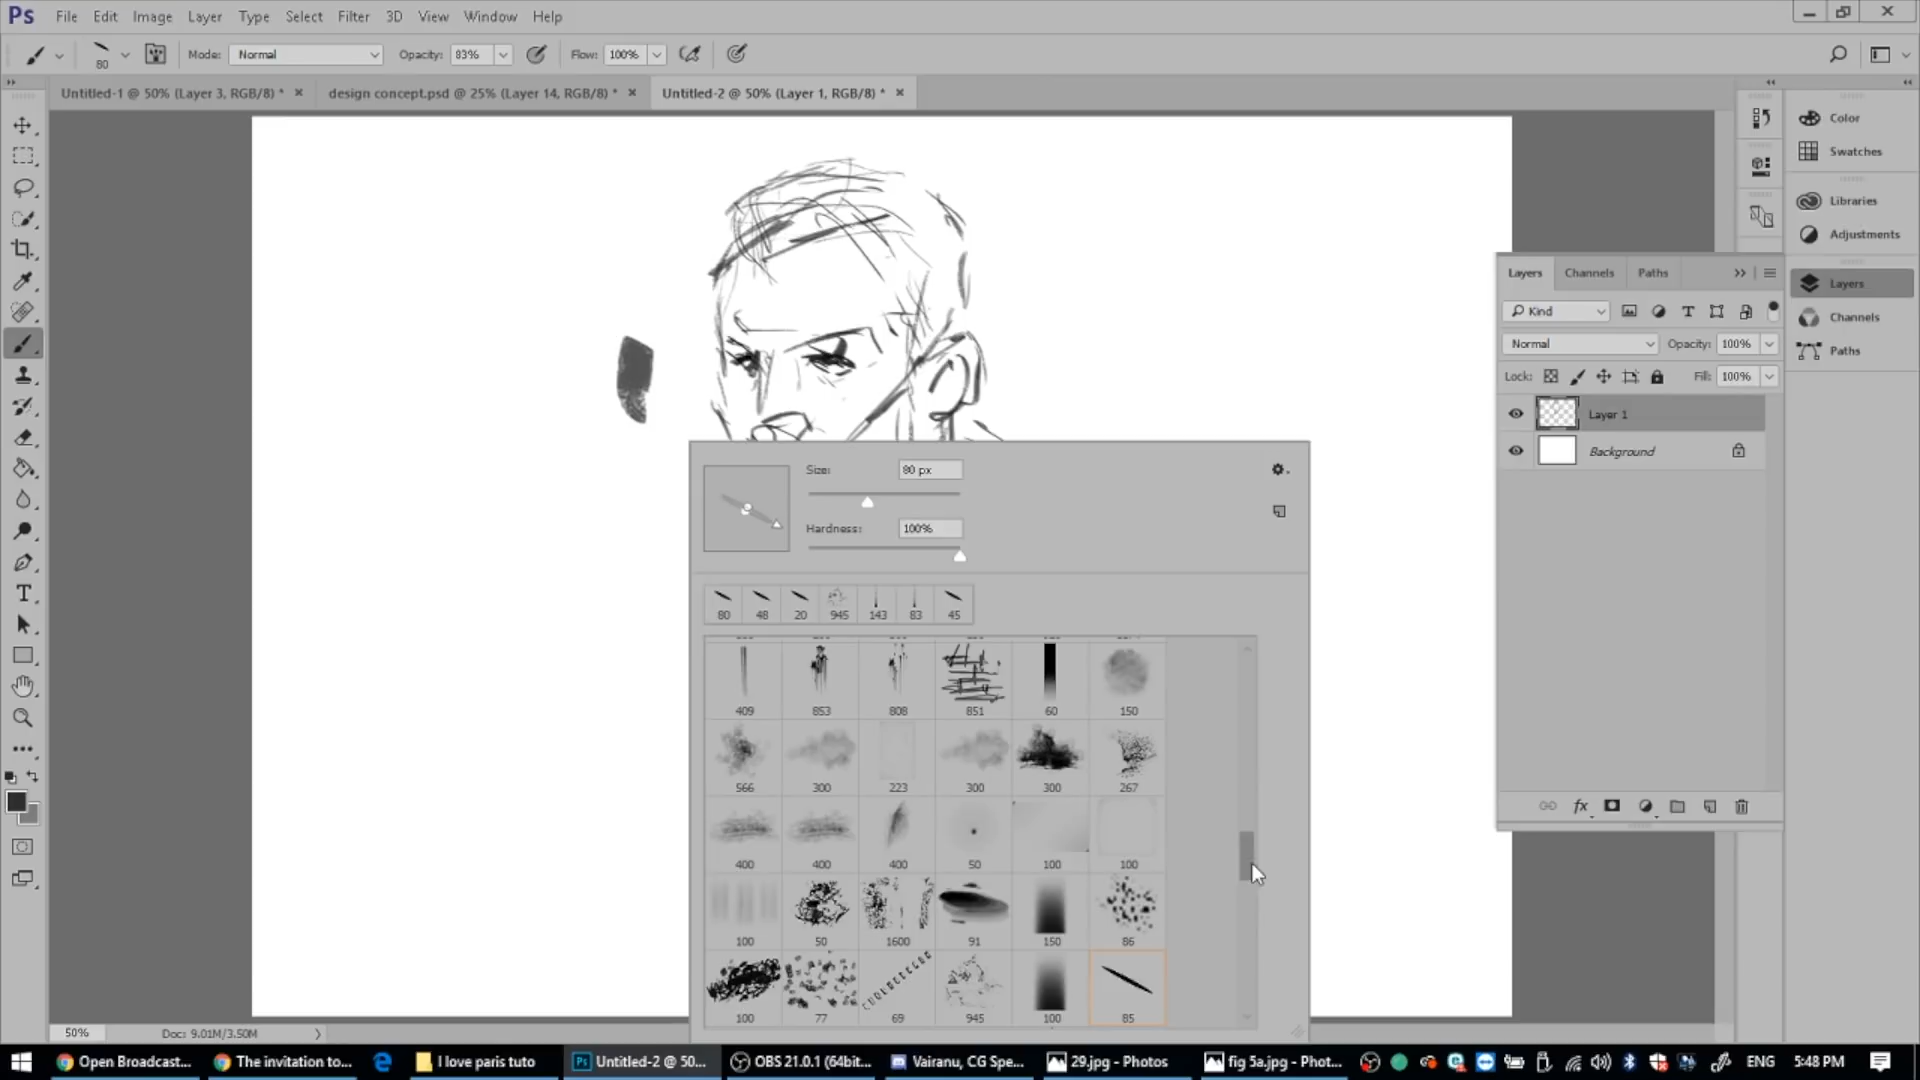 Ps File Edit Image Layer Type Select Filter 3D View Window Help
80 Mode: Normal Opacity: 83% Flow: 100%
Untitled-1 @ 50% (Layer 3, RGB/8) * design concept.psd @ 25% (Layer 14, RGB/8) * Untitled-2 @ 50% (Layer 1, RGB/8) *
Color
Swatches
Libraries
Adjustments
Layers
Channels
Paths
Layers Channels Paths
Kind
Normal Opacity: 100%
Lock: Fill: 100%
Layer 1
Background
fx
Size: 80 px
Hardness: 100%
80 48 20 945 143 83 45
409 853 808 851 60 150
566 300 223 300 300 267
400 400 400 50 100 100
100 50 1600 91 150 86
100 77 69 945 100 85
50% Doc: 9.01M/3.50M
Open Broadcast... The invitation to... I love paris tuto Untitled-2 @ 50... OBS 21.0.1 (64bit... Vairanu, CG Spe... 29.jpg - Photos fig 5a.jpg - Phot... ENG 5:48 PM